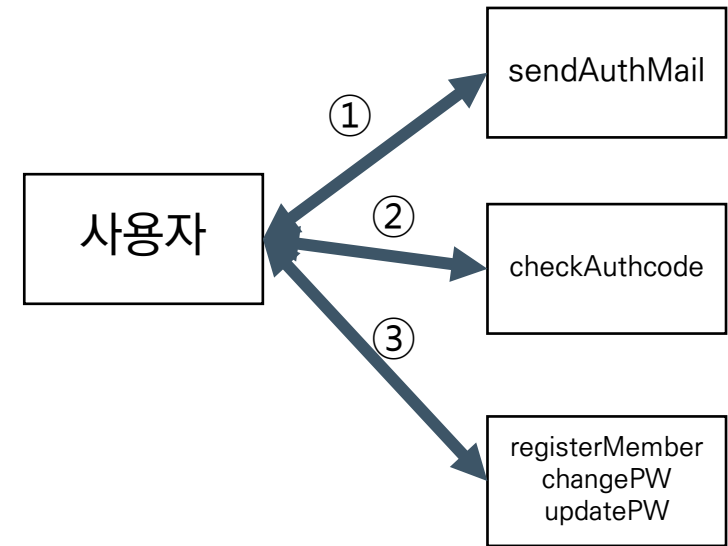 sendAuthMail
①
사용자
②
checkAuthcode
③
registerMember
changePW
updatePW